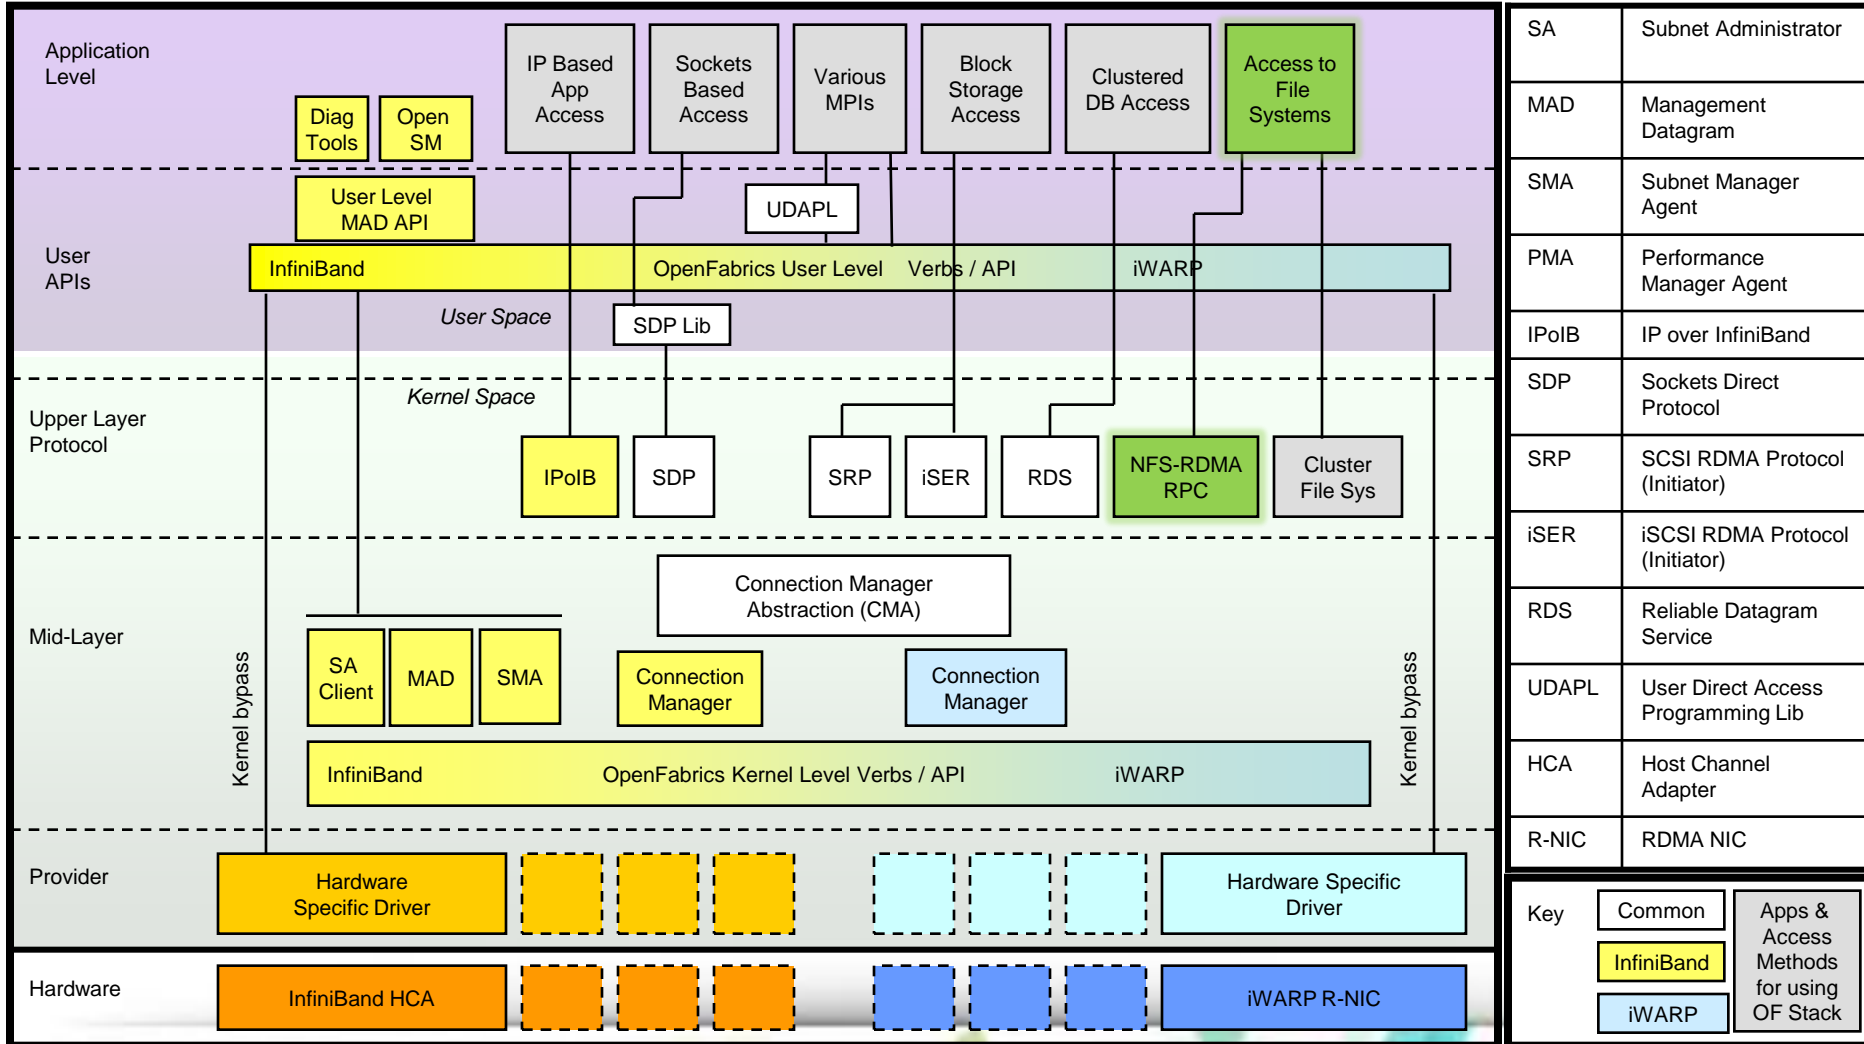 Application
Level
Diag
Tools
Open
SM
IP Based
App
Access
Sockets
Based
Access
Various
MPIs
Block
Storage
Access
Clustered
DB Access
Access to
File
Systems
User
APIs
User Level
MAD API
UDAPL
InfiniBand
OpenFabrics User Level Verbs / API
iWARP
User Space
SDP Lib
Kernel Space
Upper Layer
Protocol
IPoIB
SDP
SRP
iSER
RDS
NFS-RDMA
RPC
Cluster
File Sys
Mid-Layer
Connection Manager
Abstraction (CMA)
SA
Client
MAD
SMA
Connection
Manager
Connection
Manager
Kernel bypass
Kernel bypass
InfiniBand
OpenFabrics Kernel Level Verbs / API
iWARP
Provider
Hardware
Specific Driver
Hardware Specific
Driver
Hardware
InfiniBand HCA
iWARP R-NIC
SA
Subnet Administrator
MAD
Management
Datagram
SMA
Subnet Manager
Agent
PMA
Performance
Manager Agent
IPoIB
IP over InfiniBand
SDP
Sockets Direct
Protocol
SRP
SCSI RDMA Protocol
(Initiator)
iSER
iSCSI RDMA Protocol
(Initiator)
RDS
Reliable Datagram
Service
UDAPL
User Direct Access
Programming Lib
HCA
Host Channel
Adapter
R-NIC
RDMA NIC
Key
Common
InfiniBand
iWARP
Apps &
Access
Methods
for using
OF Stack